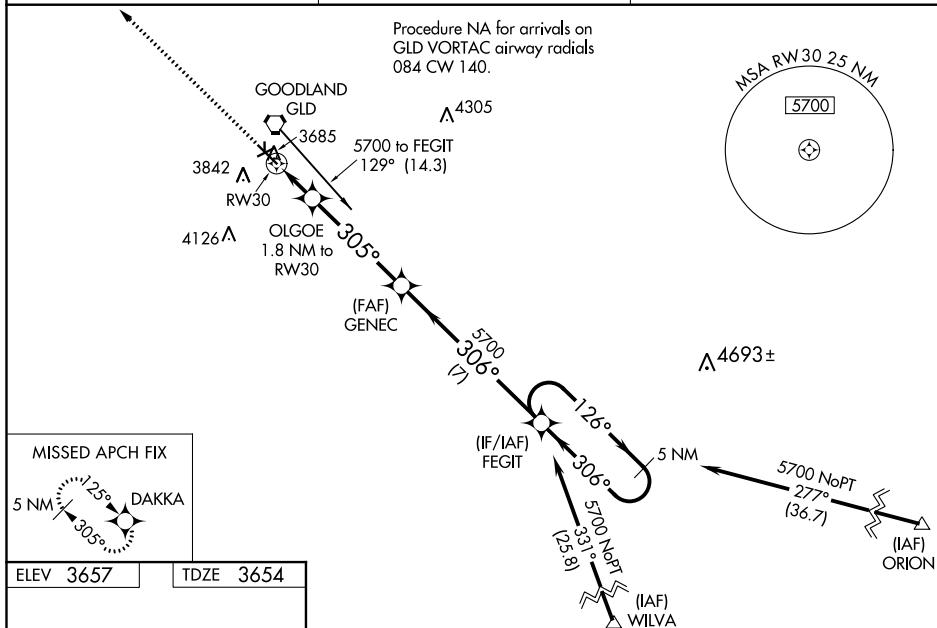 Procedure NA for arrivals on
GLD VORTAC airway radials
084 CW 140.
MSA RW30 25 NM
5700
GOODLAND
GLD
4305
3685
5700 to FEGIT
129° (14.3)
3842
RW30
4126
OLGOE
1.8 NM to
RW30
305°
(FAF)
GENEC
5700
306°
(7)
4693±
126°
(IF/IAF)
FEGIT
306°
5 NM
5700 NoPT
277°
(36.7)
(IAF)
ORION
5700 NoPT
331°
(25.8)
(IAF)
WILVA
MISSED APCH FIX
5 NM
125°
DAKKA
305°
ELEV 3657
TDZE 3654